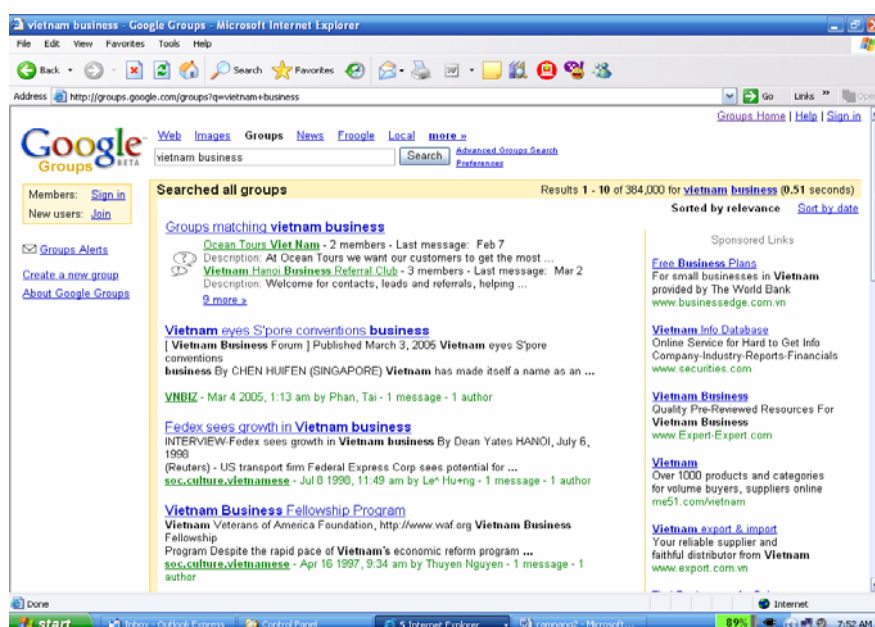 vietnam business - Google Groups - Microsoft Internet Explorer
File Edit View Favorites Tools Help
Back Search Favorites
Address http://groups.google.com/groups?q=vietnam+business Go Links »
Groups Home | Help | Sign in
Google Groups BETA
Web Images Groups News Froogle Local more »
vietnam business Search Advanced Groups Search
Preferences
Members: Sign in
New users: Join
Groups Alerts
Create a new group
About Google Groups
Searched all groups Results 1 - 10 of 384,000 for vietnam business (0.51 seconds)
Sorted by relevance Sort by date
Groups matching vietnam business
Ocean Tours Viet Nam - 2 members - Last message: Feb 7
Description: At Ocean Tours we want our customers to get the most ...
Vietnam Hanoi Business Referral Club - 3 members - Last message: Mar 2
Description: Welcome for contacts, leads and referrals, helping ...
9 more »
Vietnam eyes S'pore conventions business
[ Vietnam Business Forum ] Published March 3, 2005 Vietnam eyes S'pore
conventions
business By CHEN HUIFEN (SINGAPORE) Vietnam has made itself a name as an ...
VNBIZ - Mar 4 2005, 1:13 am by Phan, Tai - 1 message - 1 author
Fedex sees growth in Vietnam business
INTERVIEW-Fedex sees growth in Vietnam business By Dean Yates HANOI, July 6,
1998
(Reuters) - US transport firm Federal Express Corp sees potential for ...
soc.culture.vietnamese - Jul 8 1998, 11:49 am by Le^ Hu+ng - 1 message - 1 author
Vietnam Business Fellowship Program
Vietnam Veterans of America Foundation, http://www.vvaf.org Vietnam Business
Fellowship
Program Despite the rapid pace of Vietnam's economic reform program ...
soc.culture.vietnamese - Apr 16 1997, 9:34 am by Thuyen Nguyen - 1 message - 1
author
Sponsored Links
Free Business Plans
For small businesses in Vietnam
provided by The World Bank
www.businessedge.com.vn
Vietnam Info Database
Online Service for Hard to Get Info
Company-Industry-Reports-Financials
www.securities.com
Vietnam Business
Quality Pre-Reviewed Resources For
Vietnam Business
www.Expert-Expert.com
Vietnam
Over 1000 products and categories
for volume buyers, suppliers online
me51.com/vietnam
Vietnam export & import
Your reliable supplier and
faithful distributor from Vietnam
www.export.com.vn
Done Internet
start Inbox - Outlook Express Control Panel 5 Internet Explorer - Microsoft... 89% 7:52 AM